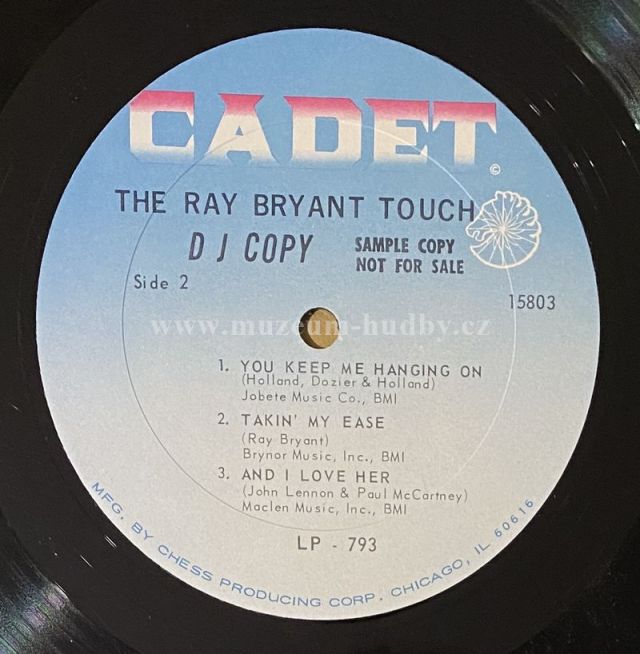 CADET
©
THE RAY BRYANT TOUCH
D J COPY
SAMPLE COPY
NOT FOR SALE
Side 2
15803
www.muzeum-hudby.cz
1. YOU KEEP ME HANGING ON
(Holland, Dozier & Holland)
Jobete Music Co., BMI
2. TAKIN' MY EASE
(Ray Bryant)
Brynor Music, Inc., BMI
3. AND I LOVE HER
(John Lennon & Paul McCartney)
Maclen Music, Inc., BMI
LP - 793
MFG. BY CHESS PRODUCING CORP. CHICAGO, IL 60616